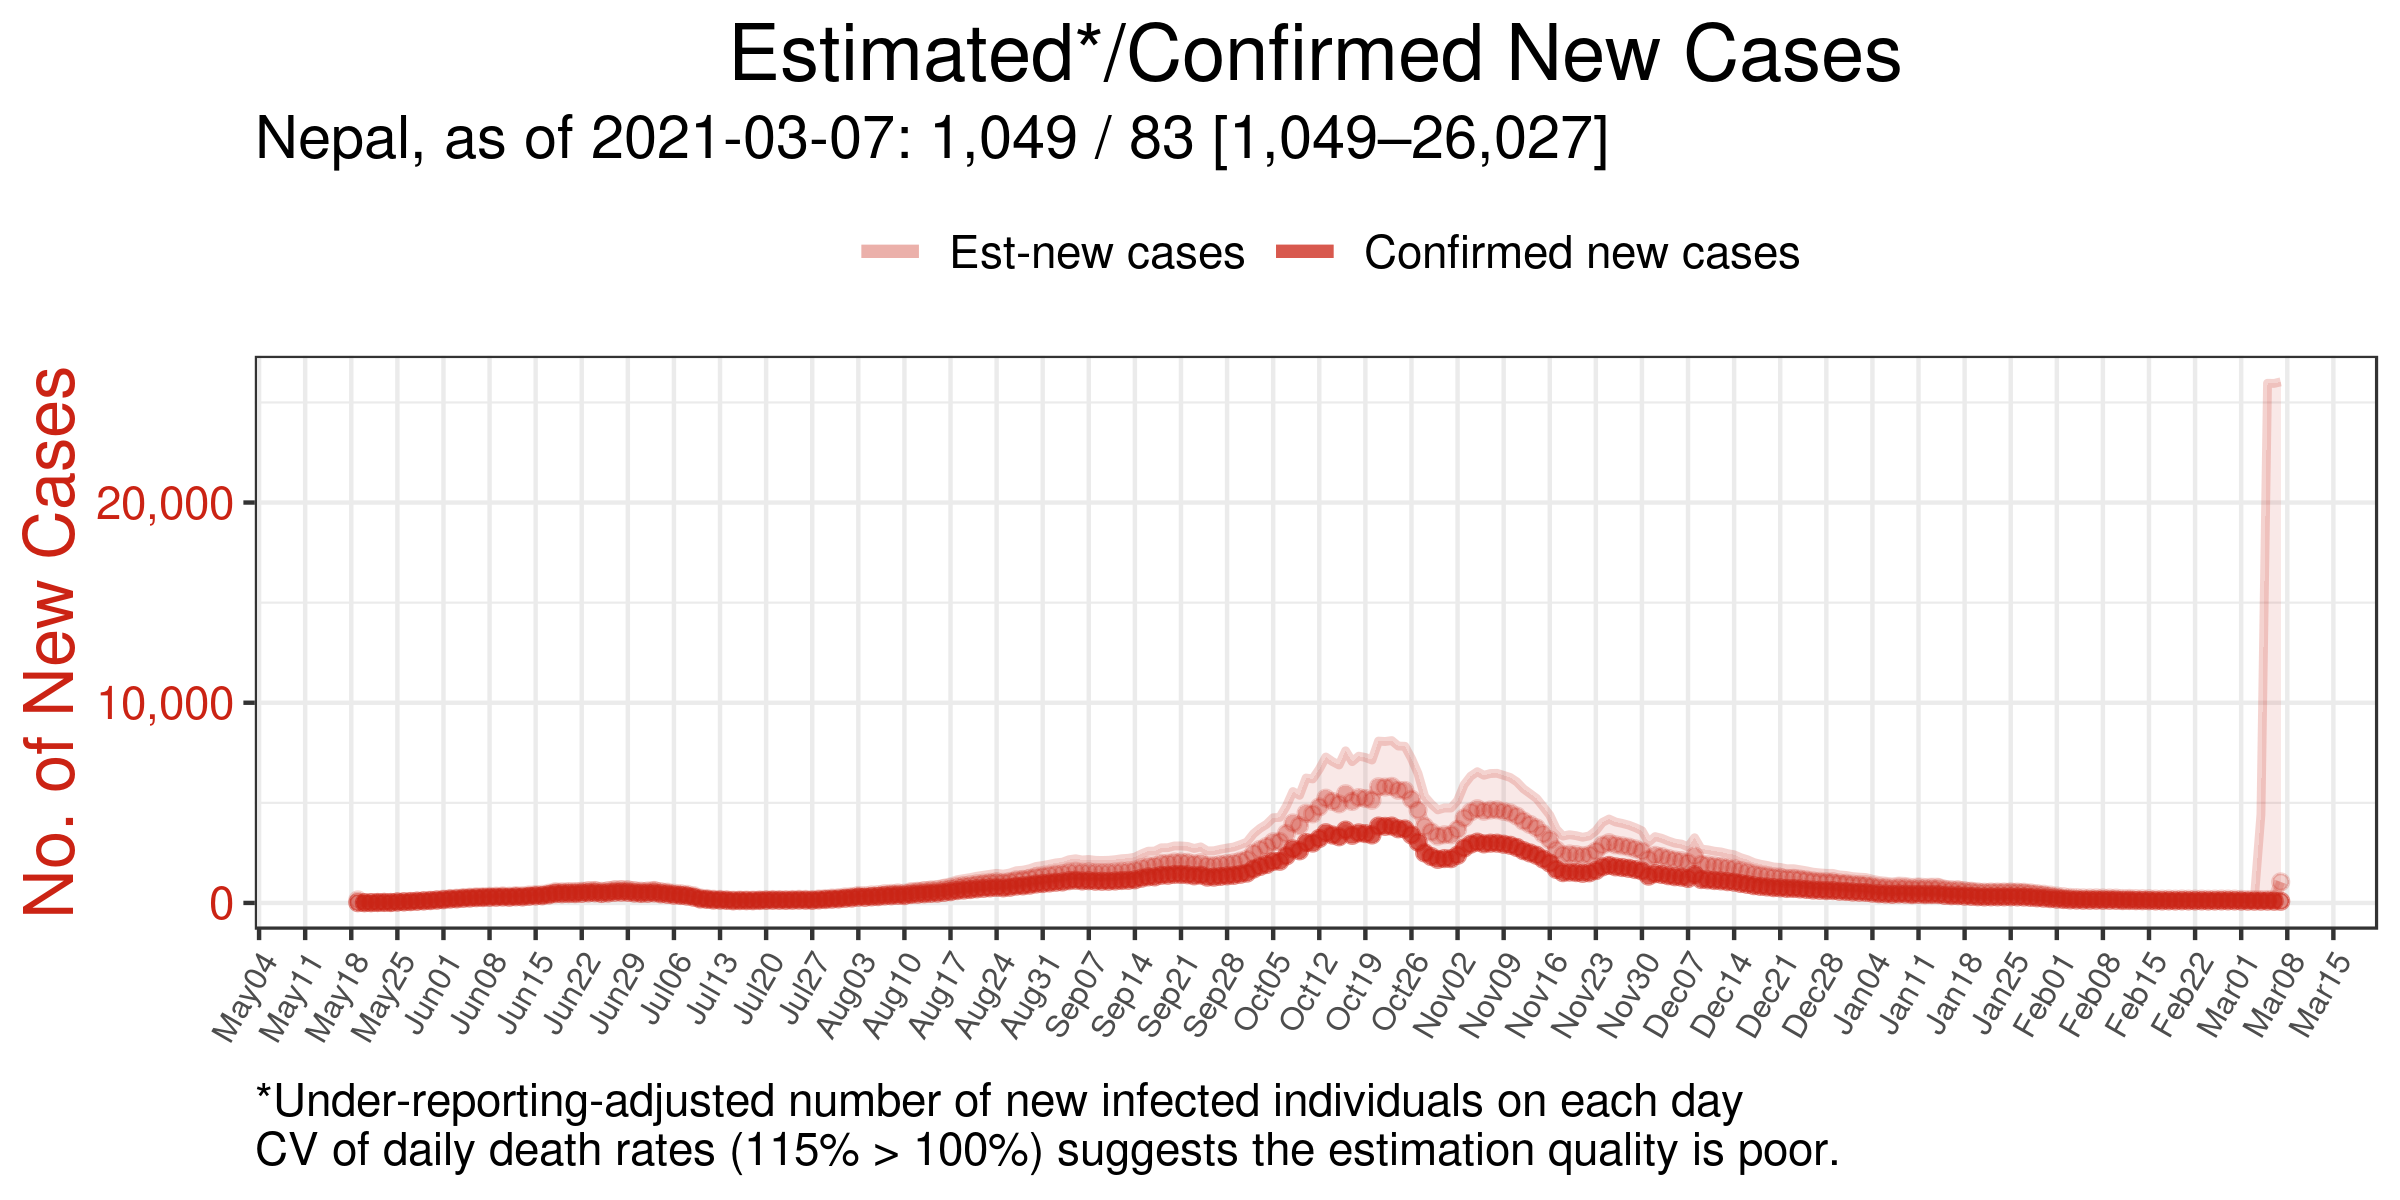 Estimated*/Confirmed New Cases
Nepal, as of 2021-03-07: 1,049 / 83 [1,049–26,027]
Est-new cases Confirmed new cases
No. of New Cases
20,000
10,000
0
May04 May11 May18 May25 Jun01 Jun08 Jun15 Jun22 Jun29 Jul06 Jul13 Jul20 Jul27 Aug03 Aug10 Aug17 Aug24 Aug31 Sep07 Sep14 Sep21 Sep28 Oct05 Oct12 Oct19 Oct26 Nov02 Nov09 Nov16 Nov23 Nov30 Dec07 Dec14 Dec21 Dec28 Jan04 Jan11 Jan18 Jan25 Feb01 Feb08 Feb15 Feb22 Mar01 Mar08 Mar15
*Under-reporting-adjusted number of new infected individuals on each day
CV of daily death rates (115% > 100%) suggests the estimation quality is poor.